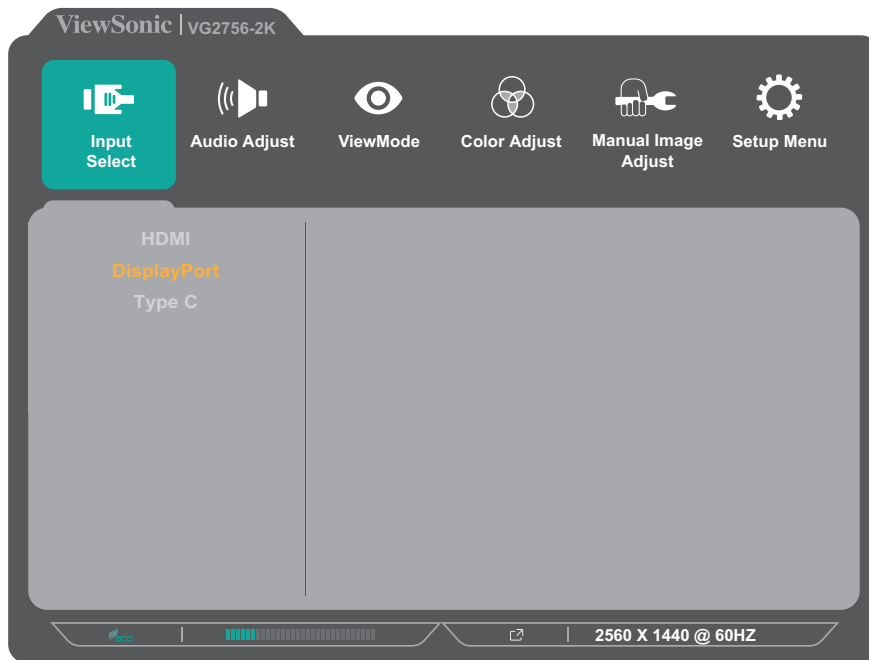 ViewSonic VG2756-2K
Input
Select
Audio Adjust
ViewMode
Color Adjust
Manual Image
Adjust
Setup Menu
HDMI
DisplayPort
Type C
eco
2560 X 1440 @ 60HZ